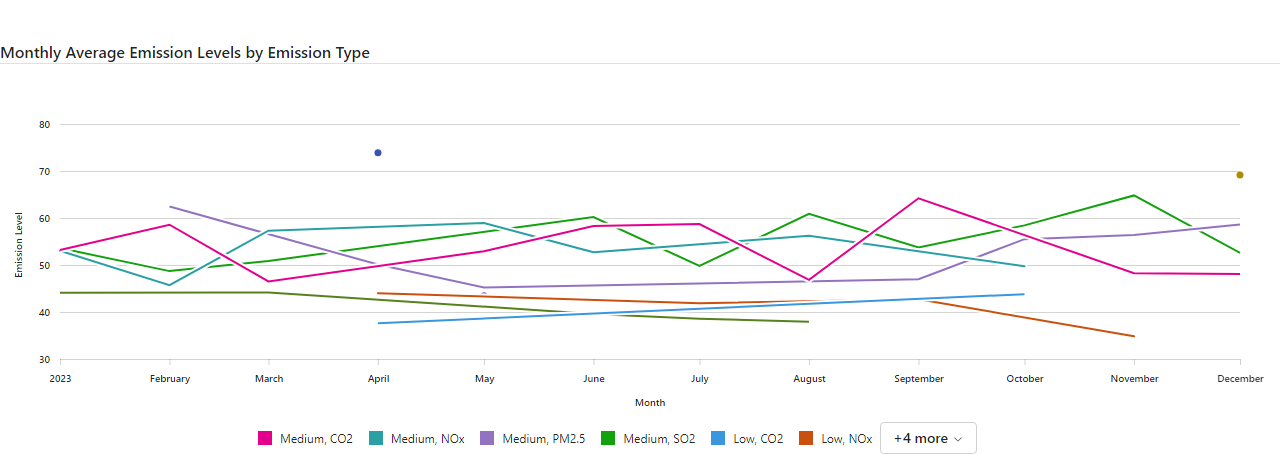 Monthly Average Emission Levels by Emission Type
80
70
60
50
40
30
Emission Level
2023 February March April May June July August September October November December
Month
Medium, CO2 Medium, NOx Medium, PM2.5 Medium, SO2 Low, CO2 Low, NOx +4 more